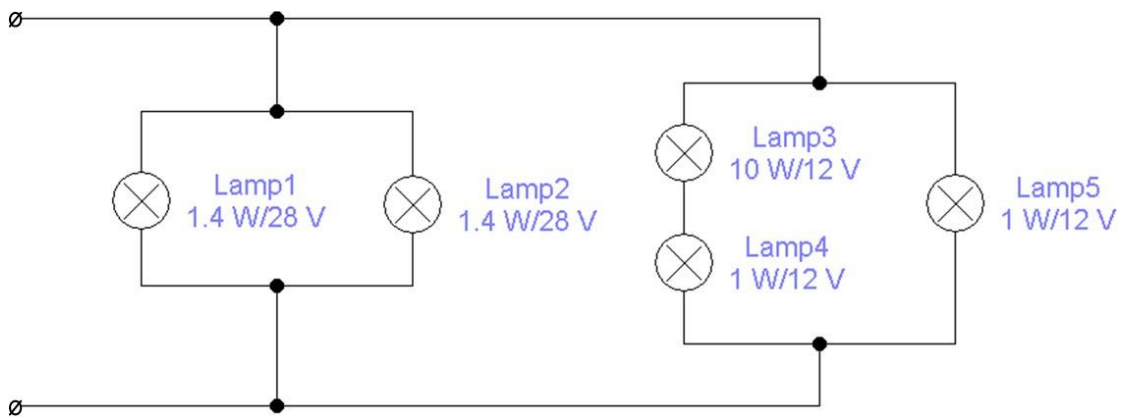 Lamp1
1.4 W/28 V
Lamp2
1.4 W/28 V
Lamp3
10 W/12 V
Lamp4
1 W/12 V
Lamp5
1 W/12 V